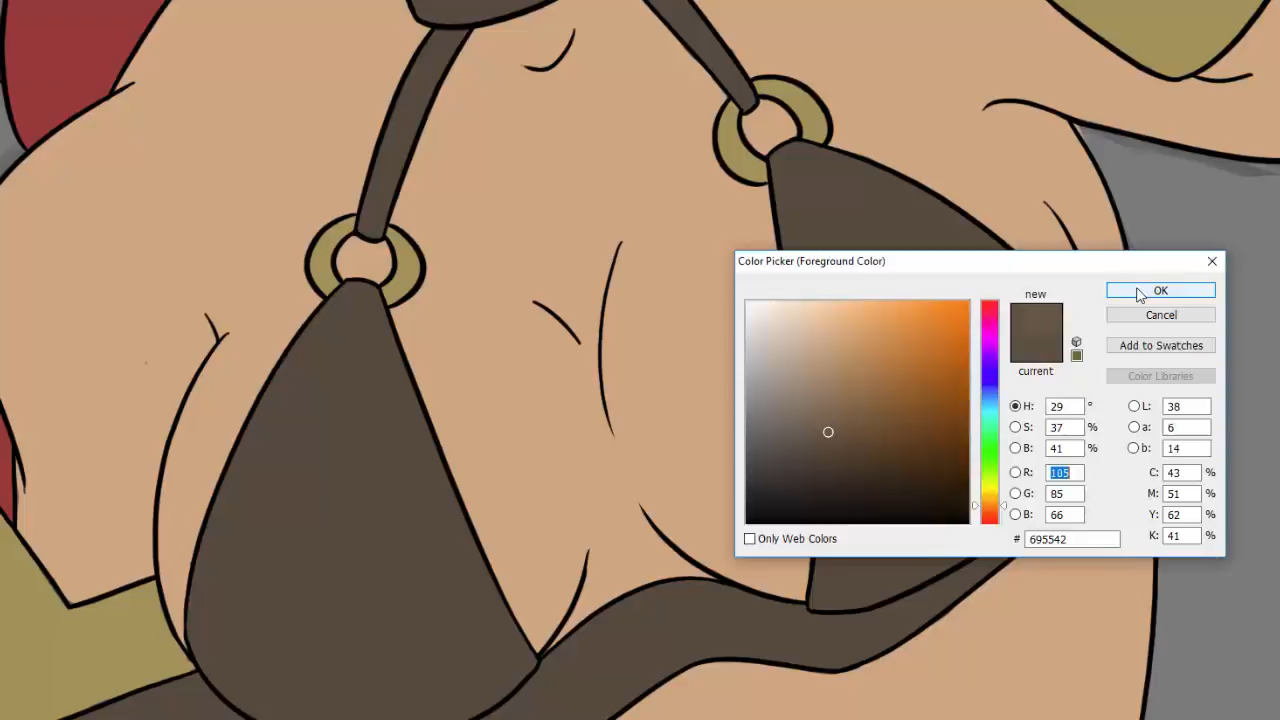 Color Picker (Foreground Color)
new
OK
Cancel
Add to Swatches
current
Color Libraries
H: 29 °
S: 37 %
B: 41 %
R: 105
G: 85
B: 66
L: 38
a: 6
b: 14
C: 43 %
M: 51 %
Y: 62 %
K: 41 %
Only Web Colors
# 695542